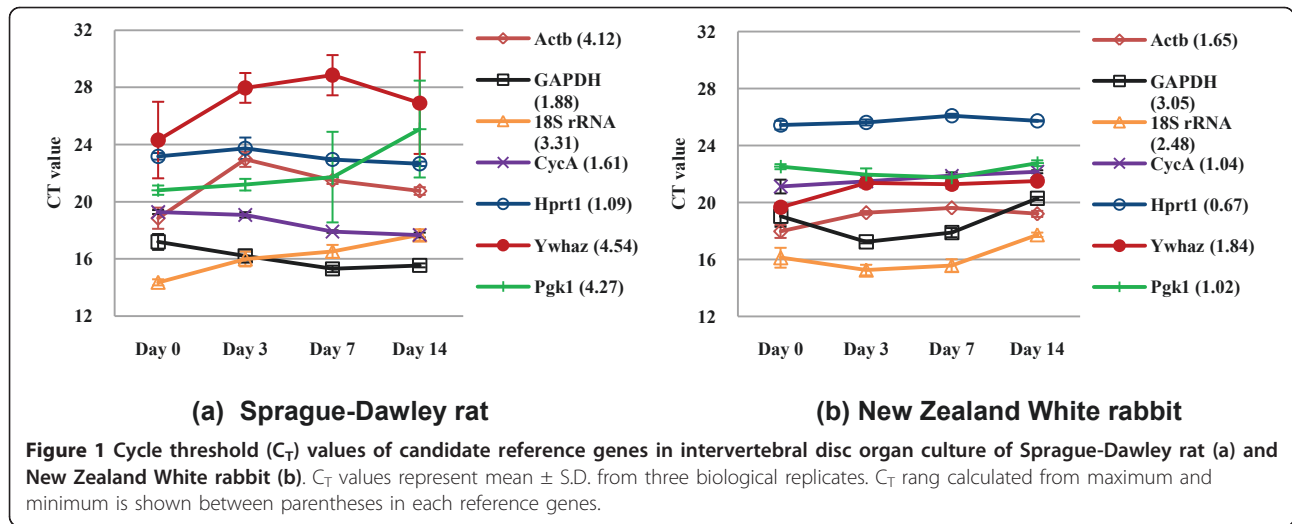 32
28
24
20
16
12
CT value
Day 0 Day 3 Day 7 Day 14
Actb (4.12)
GAPDH
(1.88)
18S rRNA
(3.31)
CycA (1.61)
Hprt1 (1.09)
Ywhaz (4.54)
Pgk1 (4.27)
(a) Sprague-Dawley rat
32
28
24
20
16
12
CT value
Day 0 Day 3 Day 7 Day 14
Actb (1.65)
GAPDH
(3.05)
18S rRNA
(2.48)
CycA (1.04)
Hprt1 (0.67)
Ywhaz (1.84)
Pgk1 (1.02)
(b) New Zealand White rabbit
Figure 1 Cycle threshold (CT) values of candidate reference genes in intervertebral disc organ culture of Sprague-Dawley rat (a) and
New Zealand White rabbit (b). CT values represent mean ± S.D. from three biological replicates. CT rang calculated from maximum and
minimum is shown between parentheses in each reference genes.